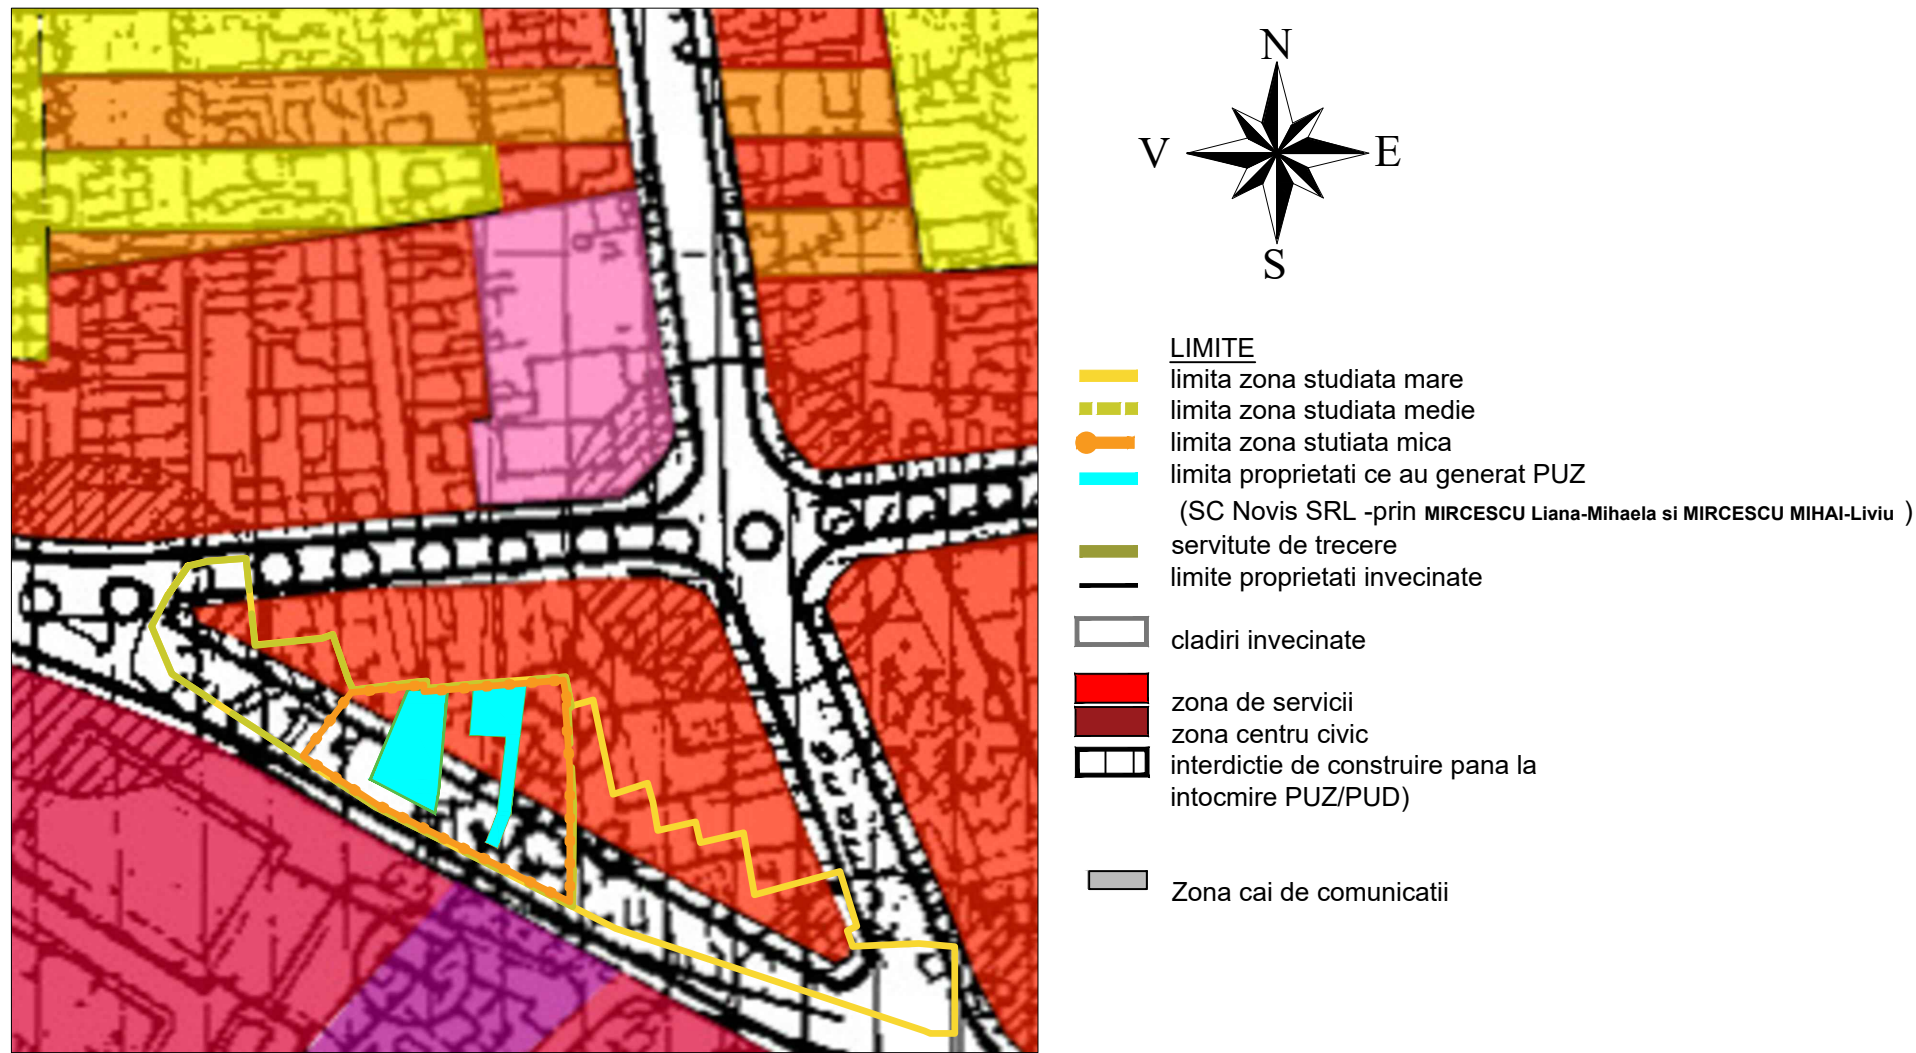 N
V E
S
LIMITE
limita zona studiata mare
limita zona studiata medie
limita zona stutiata mica
limita proprietati ce au generat PUZ
(SC Novis SRL -prin MIRCESCU Liana-Mihaela si MIRCESCU MIHAI-Liviu )
servitute de trecere
limite proprietati invecinate
cladiri invecinate
zona de servicii
zona centru civic
interdictie de construire pana la
intocmire PUZ/PUD)
Zona cai de comunicatii